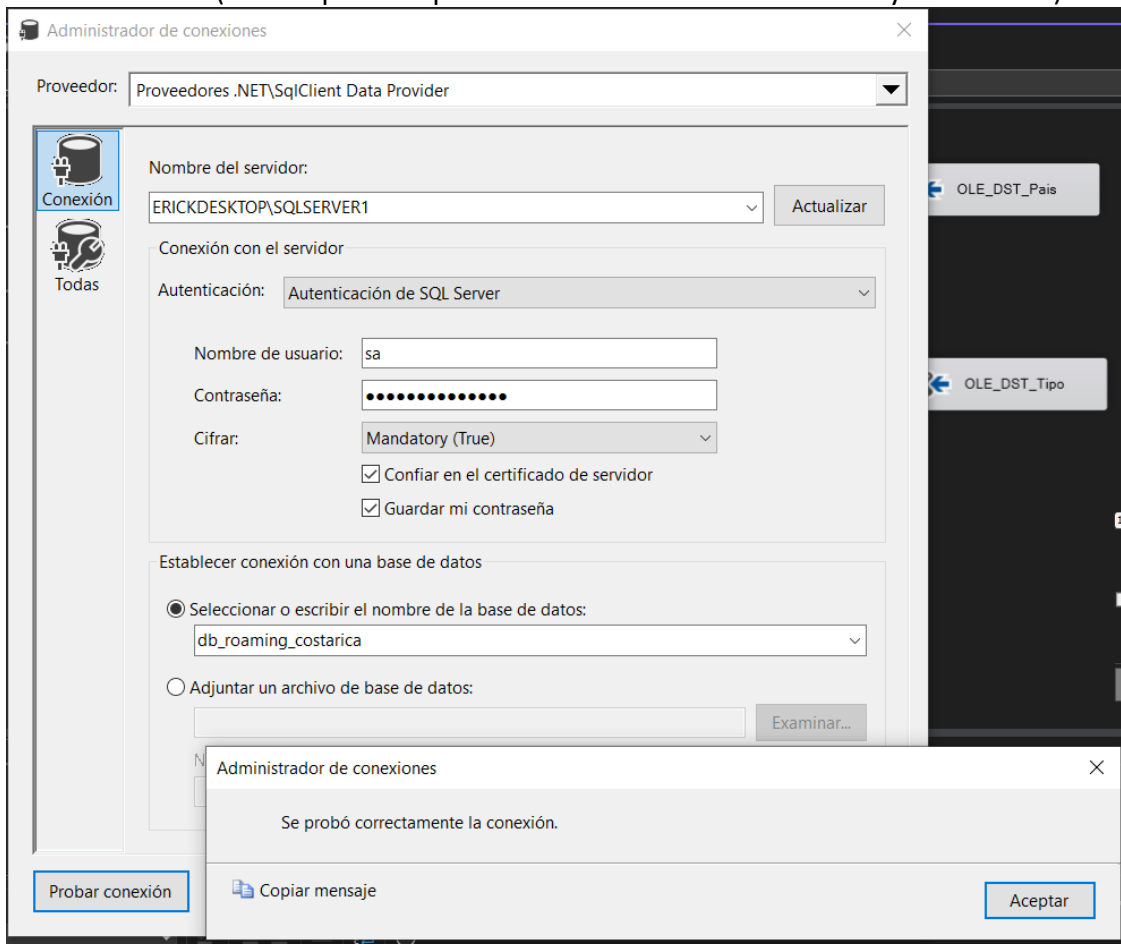 Administrador de conexiones
Proveedor: Proveedores .NET\SqlClient Data Provider
Conexión
Todas
Nombre del servidor:
ERICKDESKTOP\SQLSERVER1
Actualizar
Conexión con el servidor
Autenticación: Autenticación de SQL Server
Nombre de usuario: sa
Contraseña: ●●●●●●●●●●●●●●
Cifrar: Mandatory (True)
Confiar en el certificado de servidor
Guardar mi contraseña
Establecer conexión con una base de datos
Seleccionar o escribir el nombre de la base de datos:
db_roaming_costarica
Adjuntar un archivo de base de datos:
Examinar...
N
Probar conexión
OLE_DST_Pais
OLE_DST_Tipo
Administrador de conexiones
Se probó correctamente la conexión.
Copiar mensaje
Aceptar